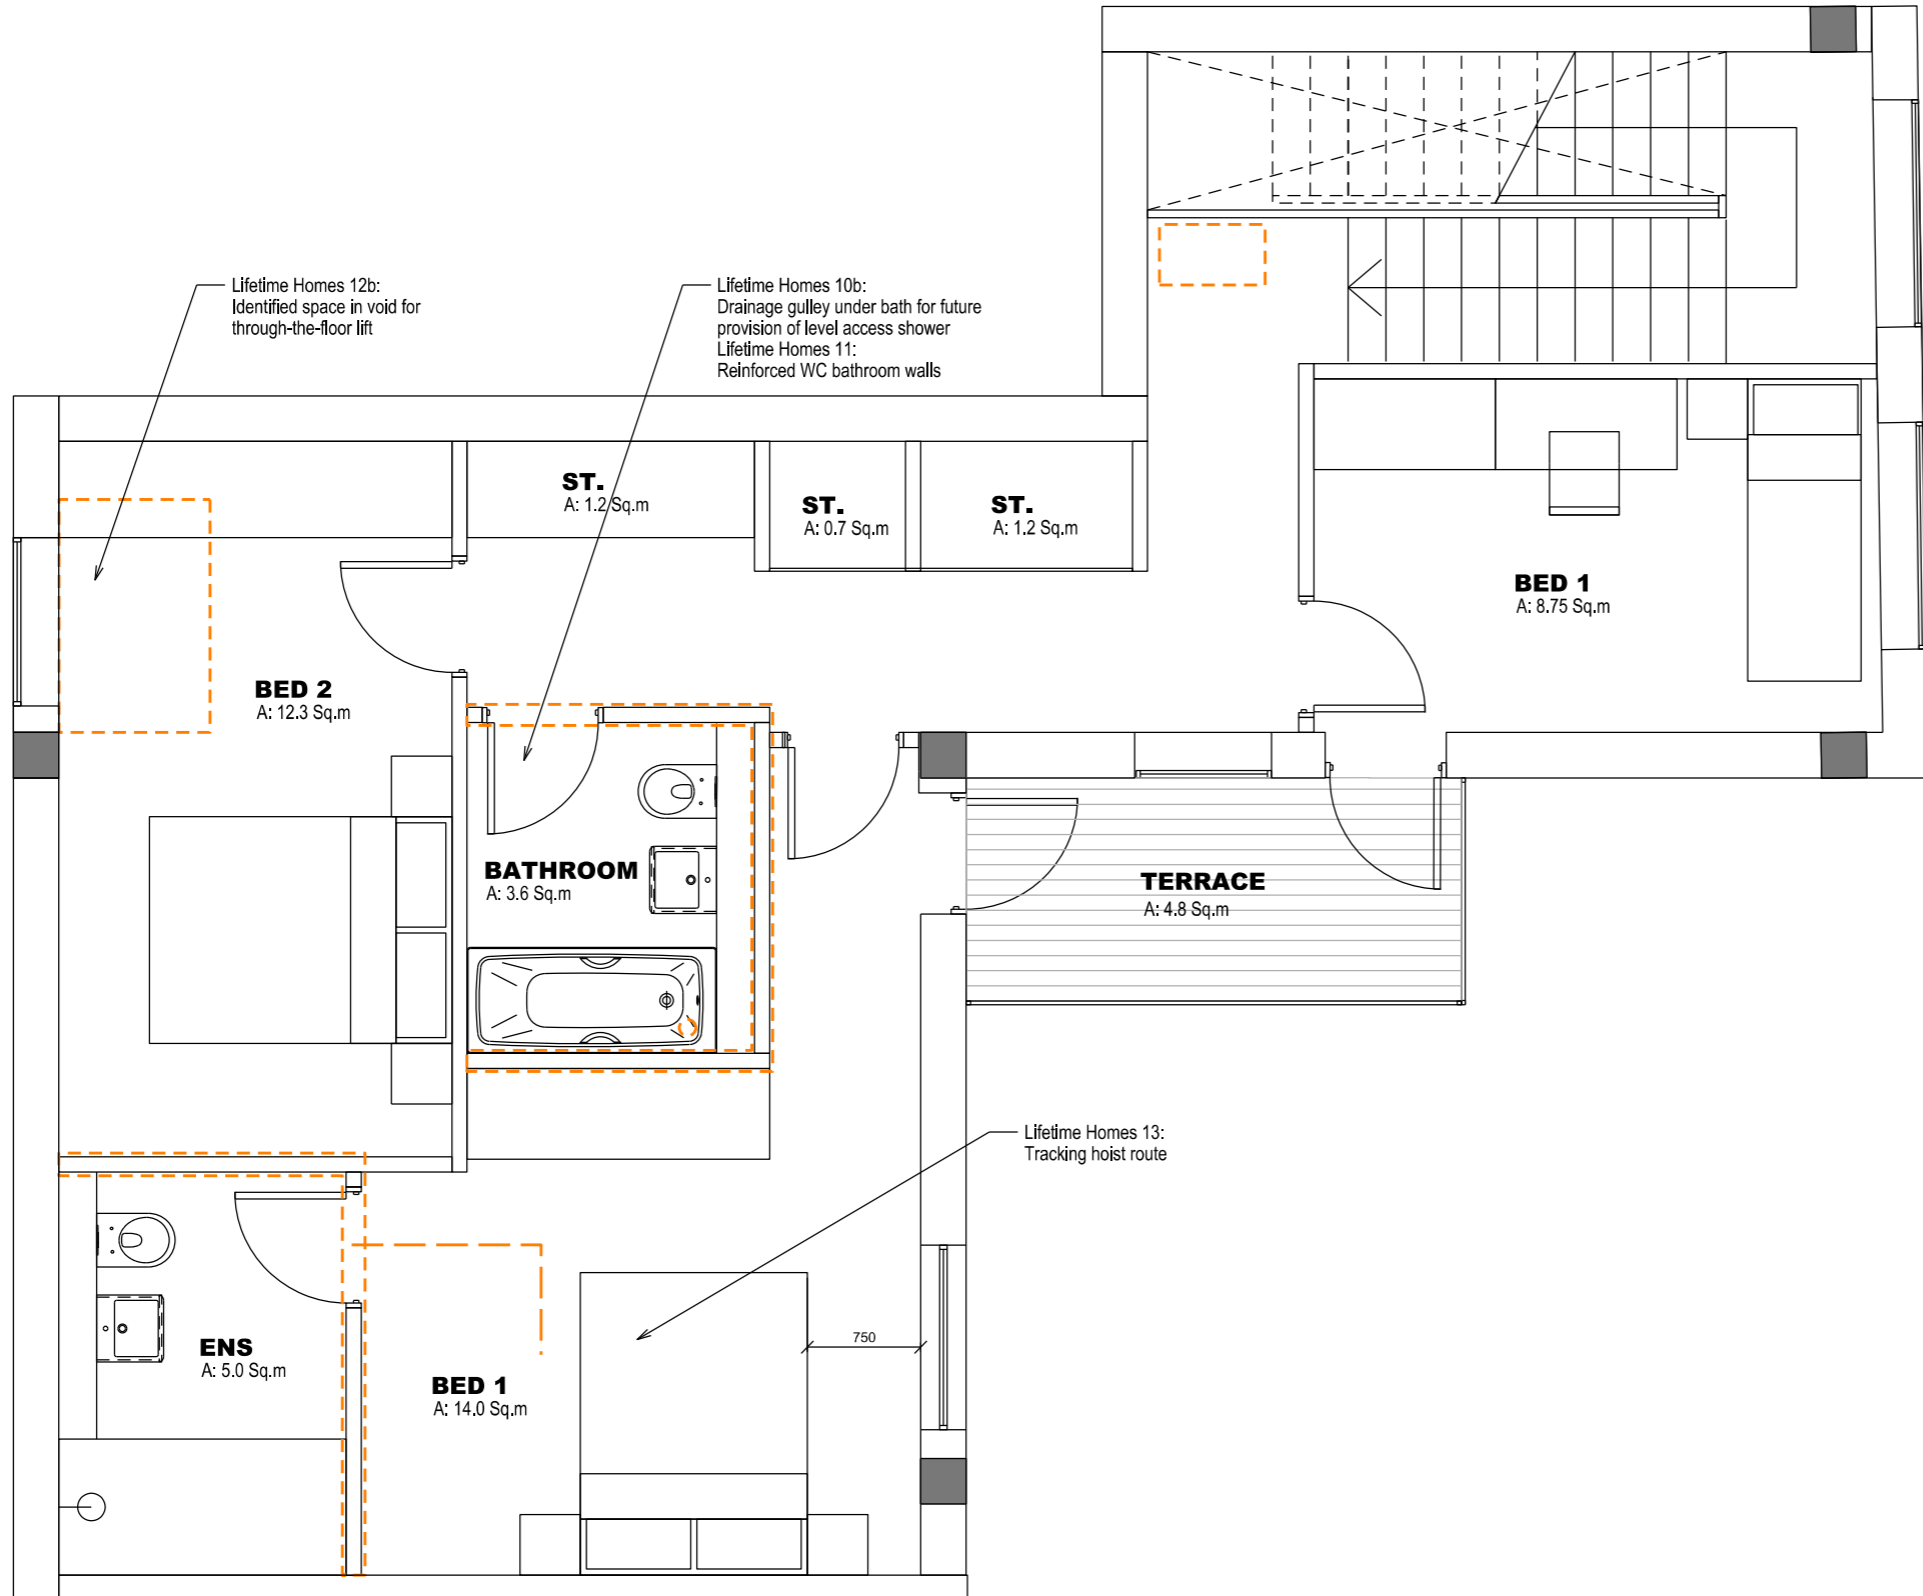 Lifetime Homes 12b:
Identified space in void for
through-the-floor lift
Lifetime Homes 10b:
Drainage gulley under bath for future
provision of level access shower
Lifetime Homes 11:
Reinforced WC bathroom walls
ST.
A: 1.2 Sq.m
ST.
A: 0.7 Sq.m
ST.
A: 1.2 Sq.m
BED 1
A: 8.75 Sq.m
BED 2
A: 12.3 Sq.m
BATHROOM
A: 3.6 Sq.m
TERRACE
A: 4.8 Sq.m
Lifetime Homes 13:
Tracking hoist route
ENS
A: 5.0 Sq.m
BED 1
A: 14.0 Sq.m
750